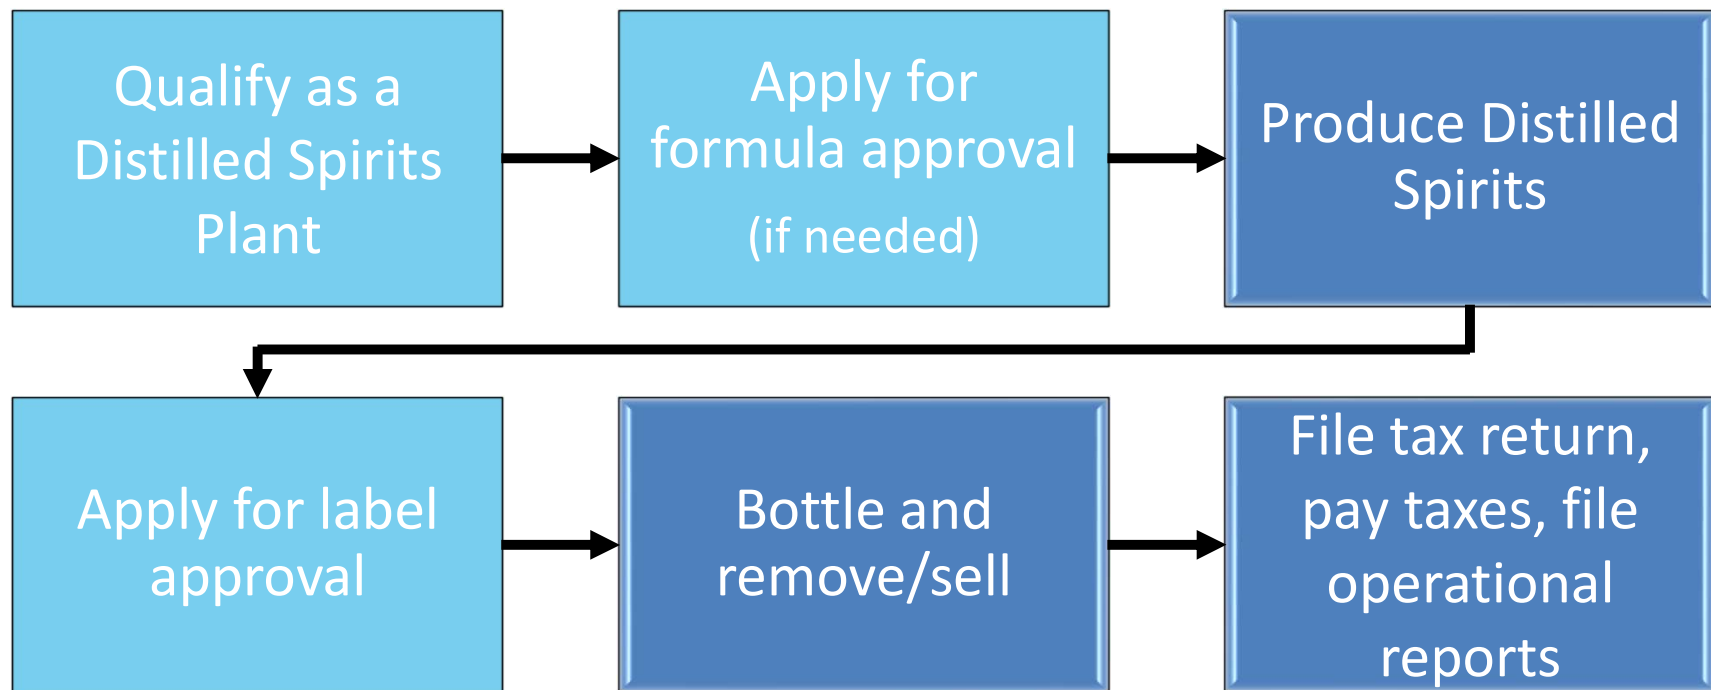 Qualify as a
Distilled Spirits
Plant
Apply for
formula approval
(if needed)
Produce Distilled
Spirits
Apply for label
approval
Bottle and
remove/sell
File tax return,
pay taxes, file
operational
reports